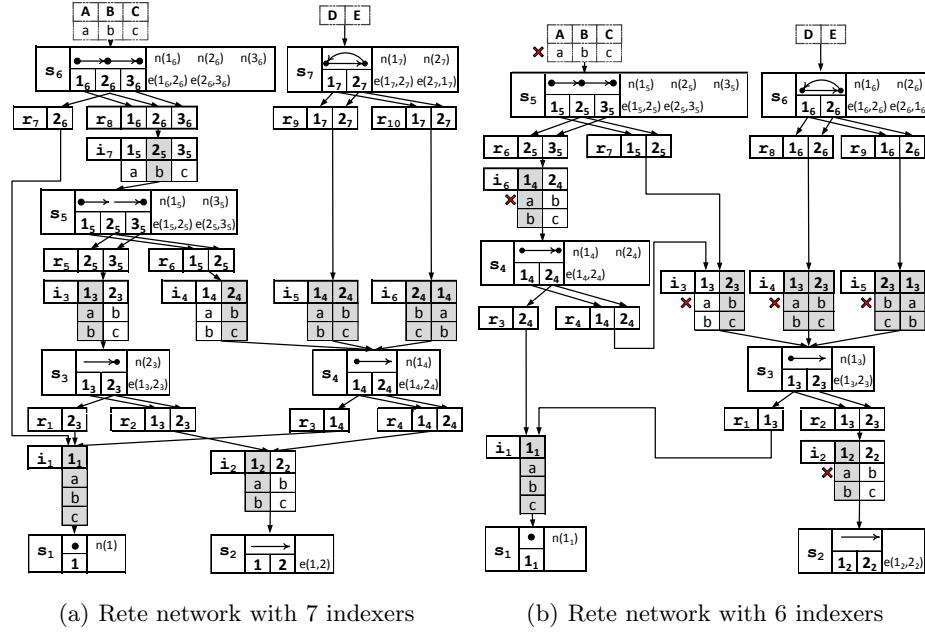 A B C
a b c
D E
s6 n(16) n(26) n(36)
16 26 36 e(16,26) e(26,36)
s7 n(17) n(27)
17 27 e(17,27) e(27,17)
r7 26
r8 16 26 36
r9 17 27
r10 17 27
i7 15 25 35
a b c
s5 n(15) n(35)
15 25 35 e(15,25) e(25,35)
r5 25 35
r6 15 25
i3 13 23
a b
b c
i4 14 24
a b
b c
i5 14 24
a b
b c
i6 24 14
b a
c b
s3 n(23)
13 23 e(13,23)
s4 n(14)
14 24 e(14,24)
r1 23
r2 13 23
r3 14
r4 14 24
i1 11
a
b
c
i2 12 22
a b
b c
s1 n(1)
1
s2
1 2 e(1,2)
(a) Rete network with 7 indexers
A B C
a b c
D E
s5 n(15) n(25) n(35)
15 25 35 e(15,25) e(25,35)
s6 n(16) n(26)
16 26 e(16,26) e(26,16)
r6 25 35
r7 15 25
r8 16 26
r9 16 26
i6 14 24
a b
b c
s4 n(14) n(24)
14 24 e(14,24)
i3 13 23
a b
b c
i4 13 23
a b
b c
i5 23 13
b a
c b
r3 24
r4 14 24
s3 n(13)
13 23 e(13,23)
r1 13
r2 13 23
i1 11
a
b
c
i2 12 22
a b
b c
s1 n(11)
11
s2
12 22 e(12,22)
(b) Rete network with 6 indexers